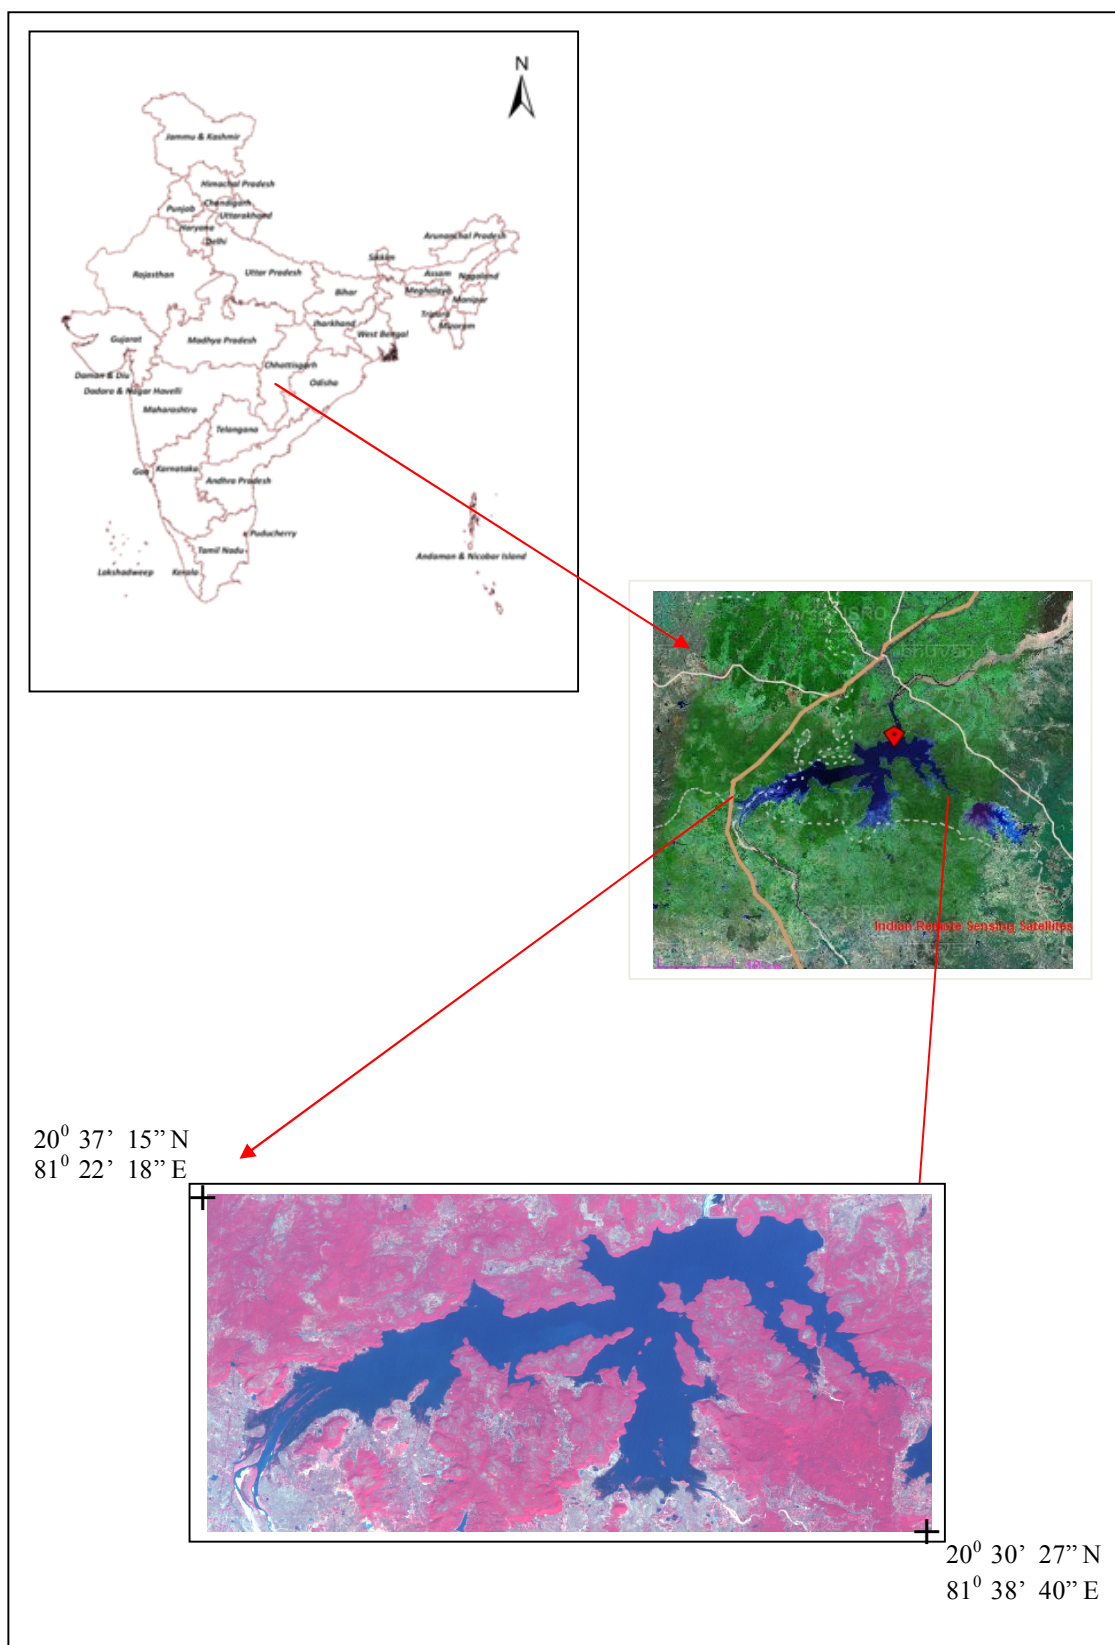 N
Jammu & Kashmir
Himachal Pradesh
Chandigarh
Punjab
Uttarakhand
Haryana
Delhi
Arunanchal Pradesh
Sikkim
Rajasthan
Uttar Pradesh
Assam
Nagaland
Bihar
Meghalaya
Manipur
Tripura
Mizoram
Jharkhand
West Bengal
Gujarat
Madhya Pradesh
Chhattisgarh
Daman & Diu
Odisha
Dadara & Nagar Havelli
Maharashtra
Telangana
Goa
Karnataka
Andhra Pradesh
Puducherry
Tamil Nadu
Andaman & Nicobar Island
Lakshadweep
Kerala
Indian Remote Sensing Satellites
20⁰ 37’ 15” N
81⁰ 22’ 18” E
20⁰ 30’ 27” N
81⁰ 38’ 40” E